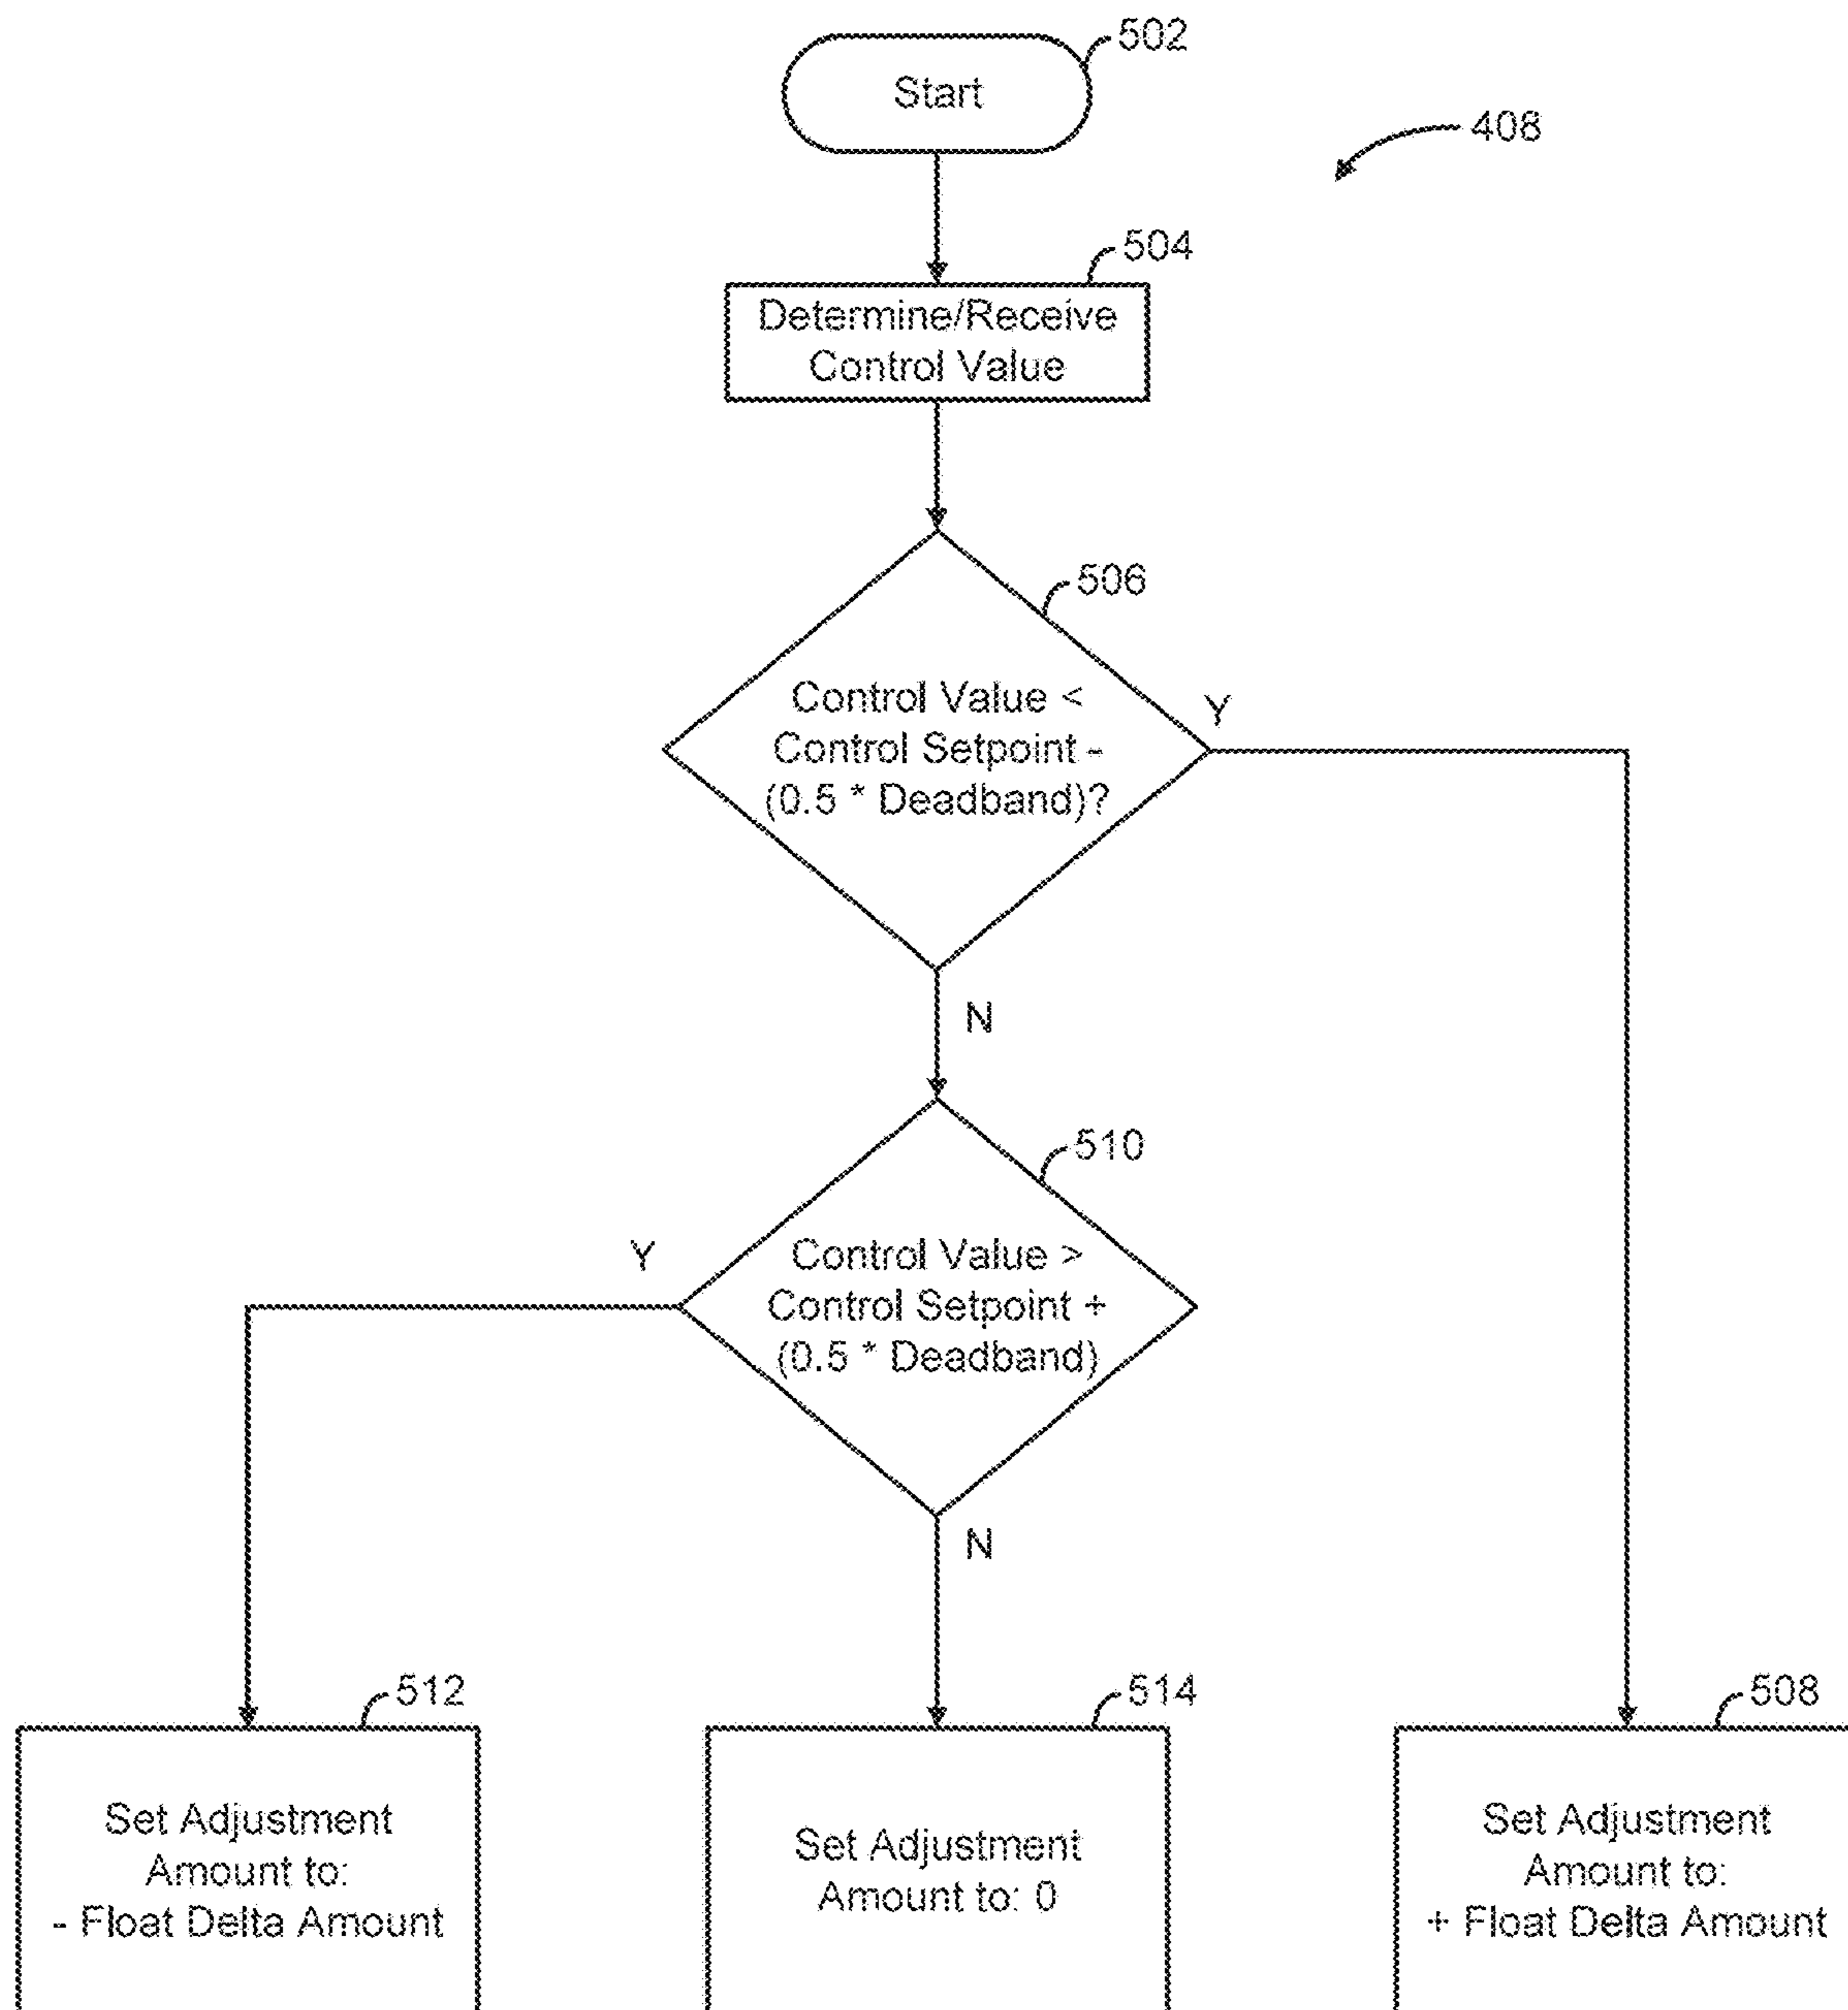 502
Start
408
504
Determine/Receive
Control Value
506
Control Value <
Control Setpoint -
(0.5 * Deadband)?
Y
N
510
Control Value >
Control Setpoint +
(0.5 * Deadband)
Y
N
512
Set Adjustment
Amount to:
- Float Delta Amount
514
Set Adjustment
Amount to: 0
508
Set Adjustment
Amount to:
+ Float Delta Amount